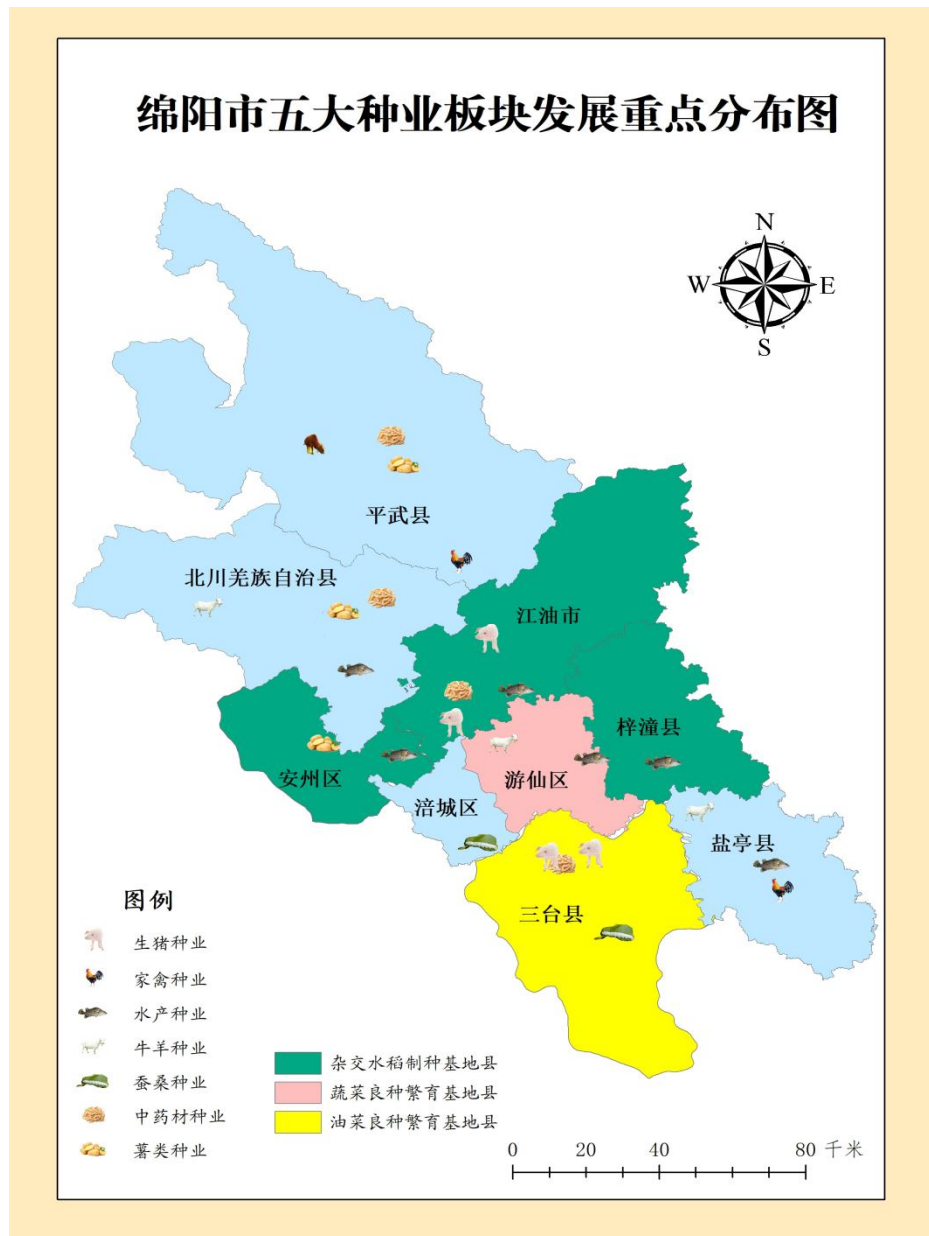 绵阳市五大种业板块发展重点分布图
N
W E
S
平武县
北川羌族自治县
江油市
梓潼县
安州区
涪城区
游仙区
盐亭县
三台县
图例
生猪种业
家禽种业
水产种业
牛羊种业
蚕桑种业
中药材种业
薯类种业
杂交水稻制种基地县
蔬菜良种繁育基地县
油菜良种繁育基地县
0 20 40 80 千米